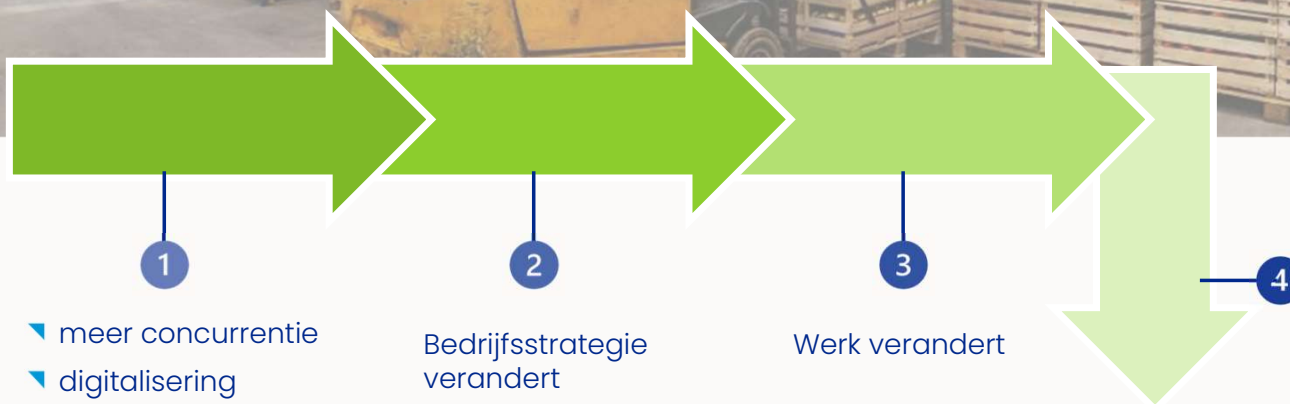 1
meer concurrentie
digitalisering
2
Bedrijfsstrategie
verandert
3
Werk verandert
4